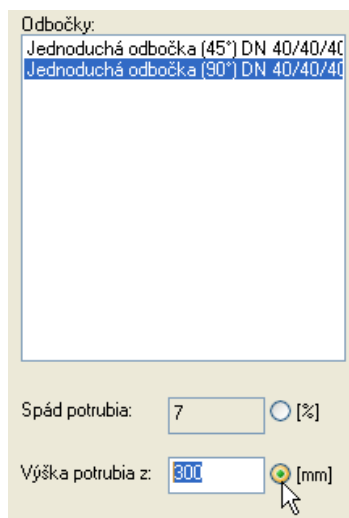 Odbočky:
Jednoduchá odbočka (45°) DN 40/40/40
Jednoduchá odbočka (90°) DN 40/40/40
Spád potrubia: 7 [%]
Výška potrubia z: 300 [mm]